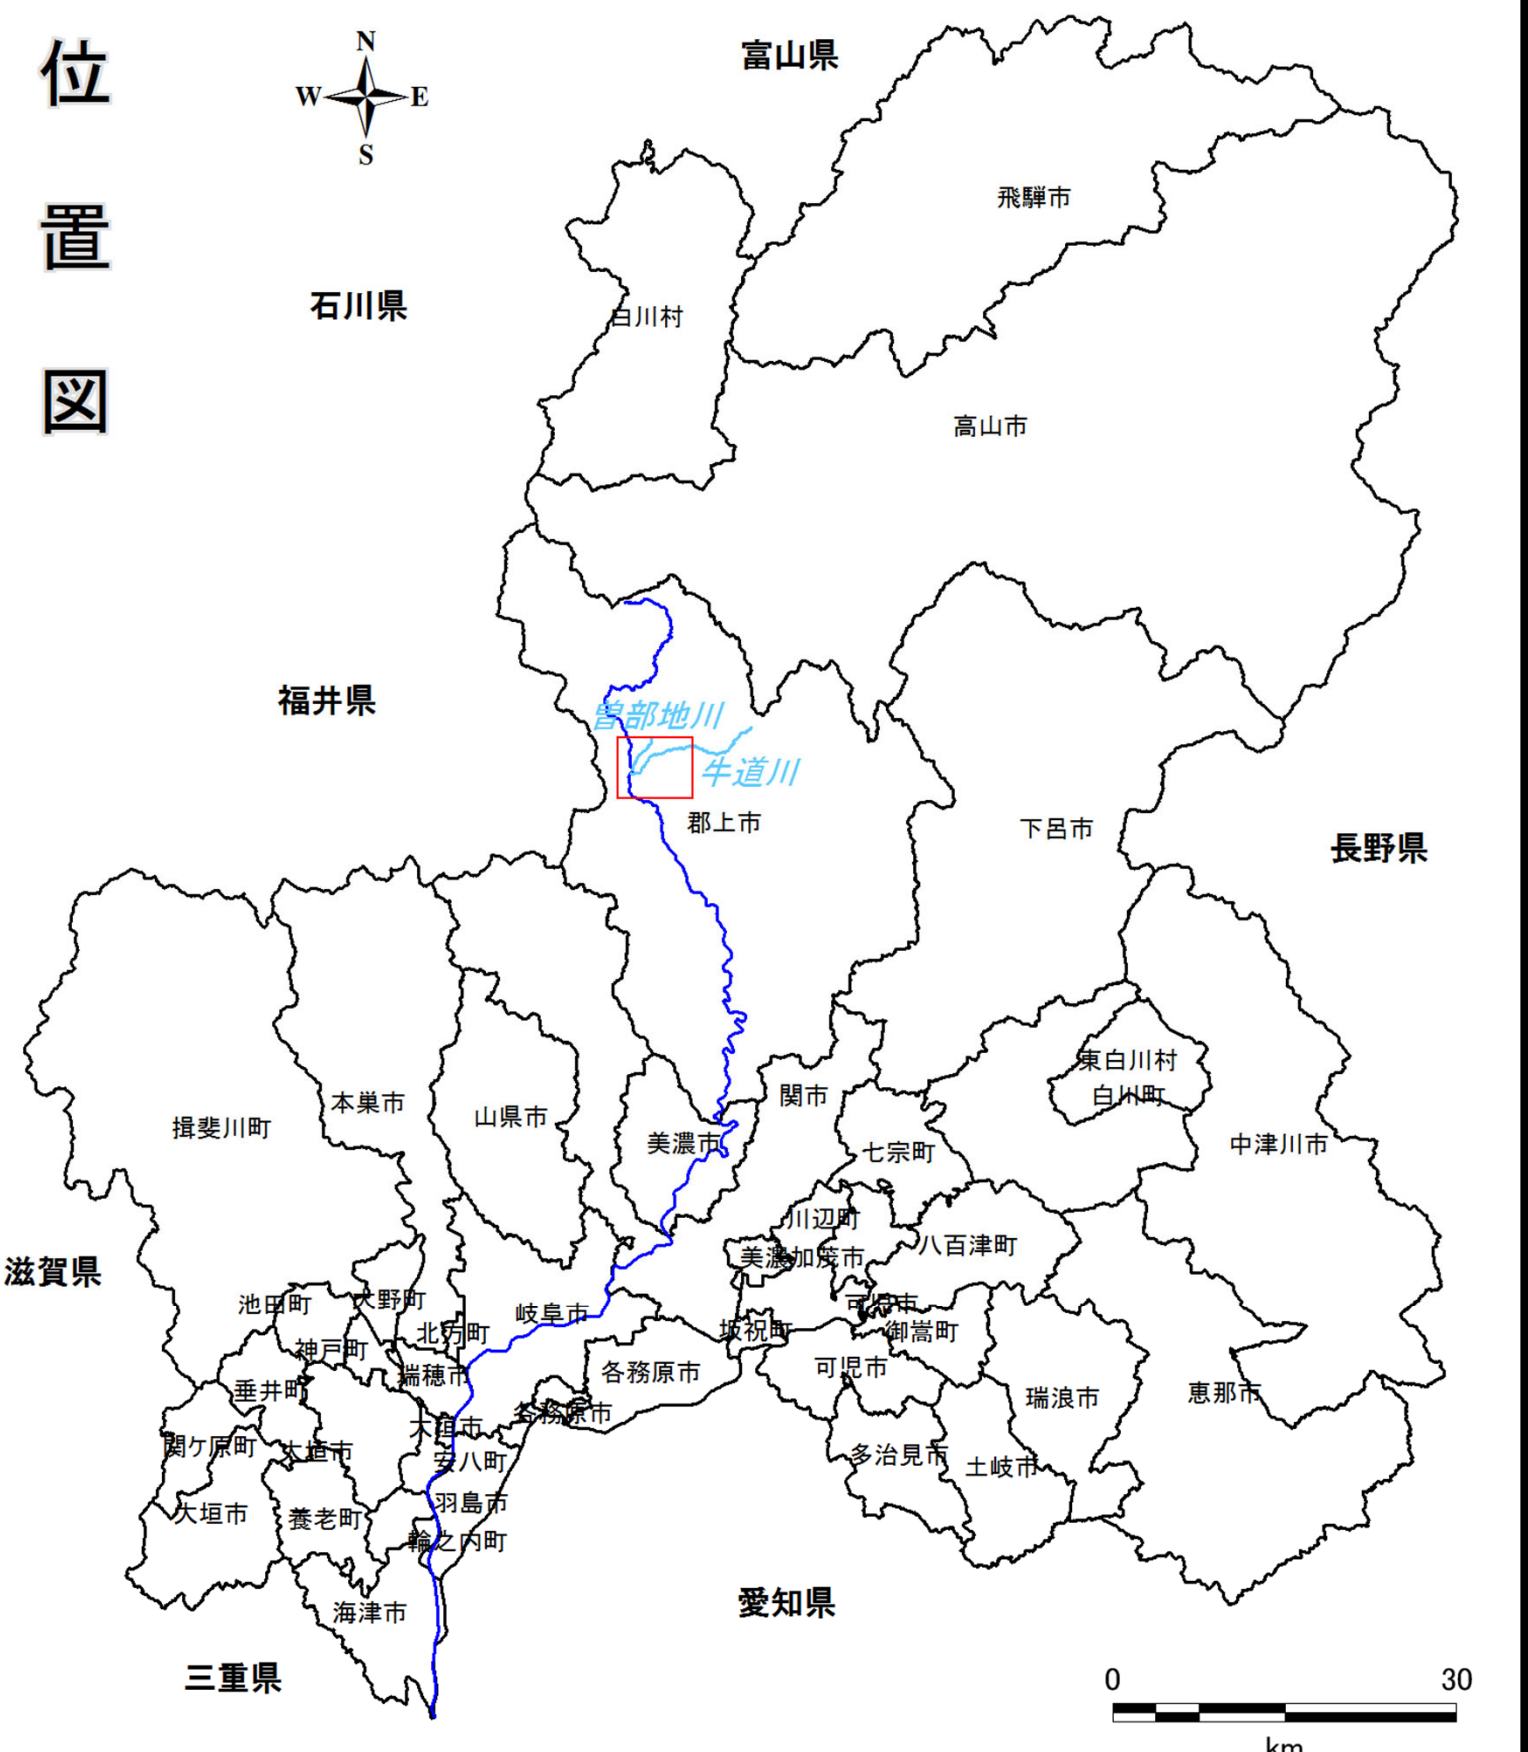 位置図
N
W E
S
富山県
飛騨市
石川県
白川村
高山市
福井県
曽部地川
牛道川
郡上市
下呂市
長野県
東白川村
白川町
関市
本巣市
山県市
揖斐川町
美濃市
七宗町
中津川市
川辺町
八百津町
美濃加茂市
滋賀県
池田町
大野町
岐阜市
可児市
北方町
坂祝町
御嵩町
神戸町
瑞穂市
各務原市
可児市
垂井町
瑞浪市
恵那市
大垣市
各務原市
関ケ原町
大垣市
安八町
多治見市
土岐市
大垣市
養老町
羽島市
輪之内町
海津市
愛知県
三重県
0 30
km